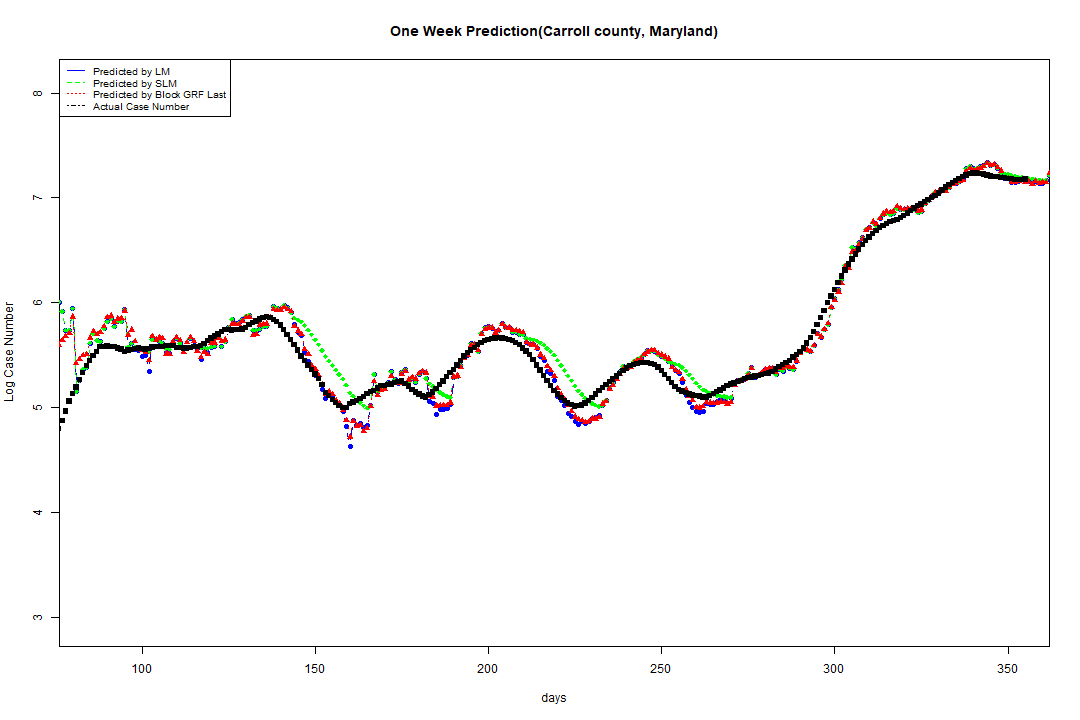 One Week Prediction(Carroll county, Maryland)
Predicted by LM
Predicted by SLM
Predicted by Block GRF Last
Actual Case Number
8
7
6
5
4
3
Log Case Number
100 150 200 250 300 350
days